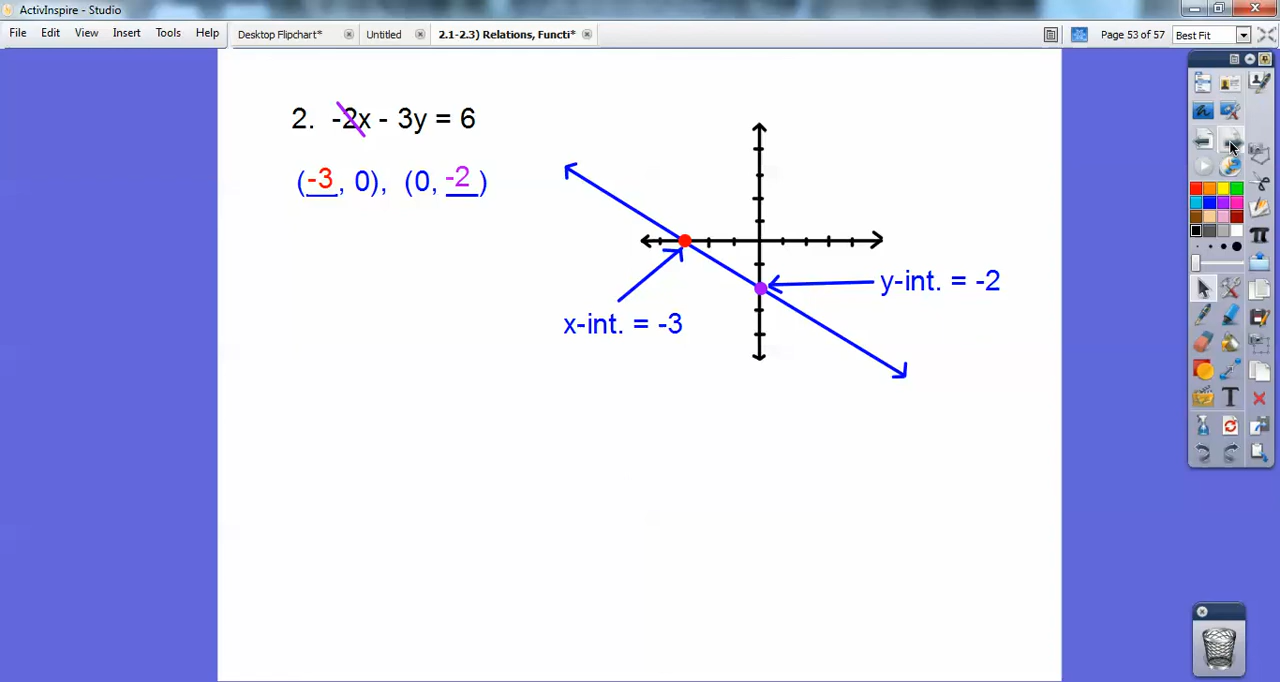 ActivInspire - Studio
File Edit View Insert Tools Help Desktop Flipchart* Untitled 2.1-2.3) Relations, Functi* Page 53 of 57 Best Fit
2. -2x - 3y = 6
(-3, 0), (0, -2)
y-int. = -2
x-int. = -3